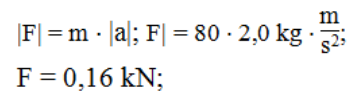 |F| = m · |a|; F| = 80 · 2,0 kg · m/s²;
F = 0,16 kN;